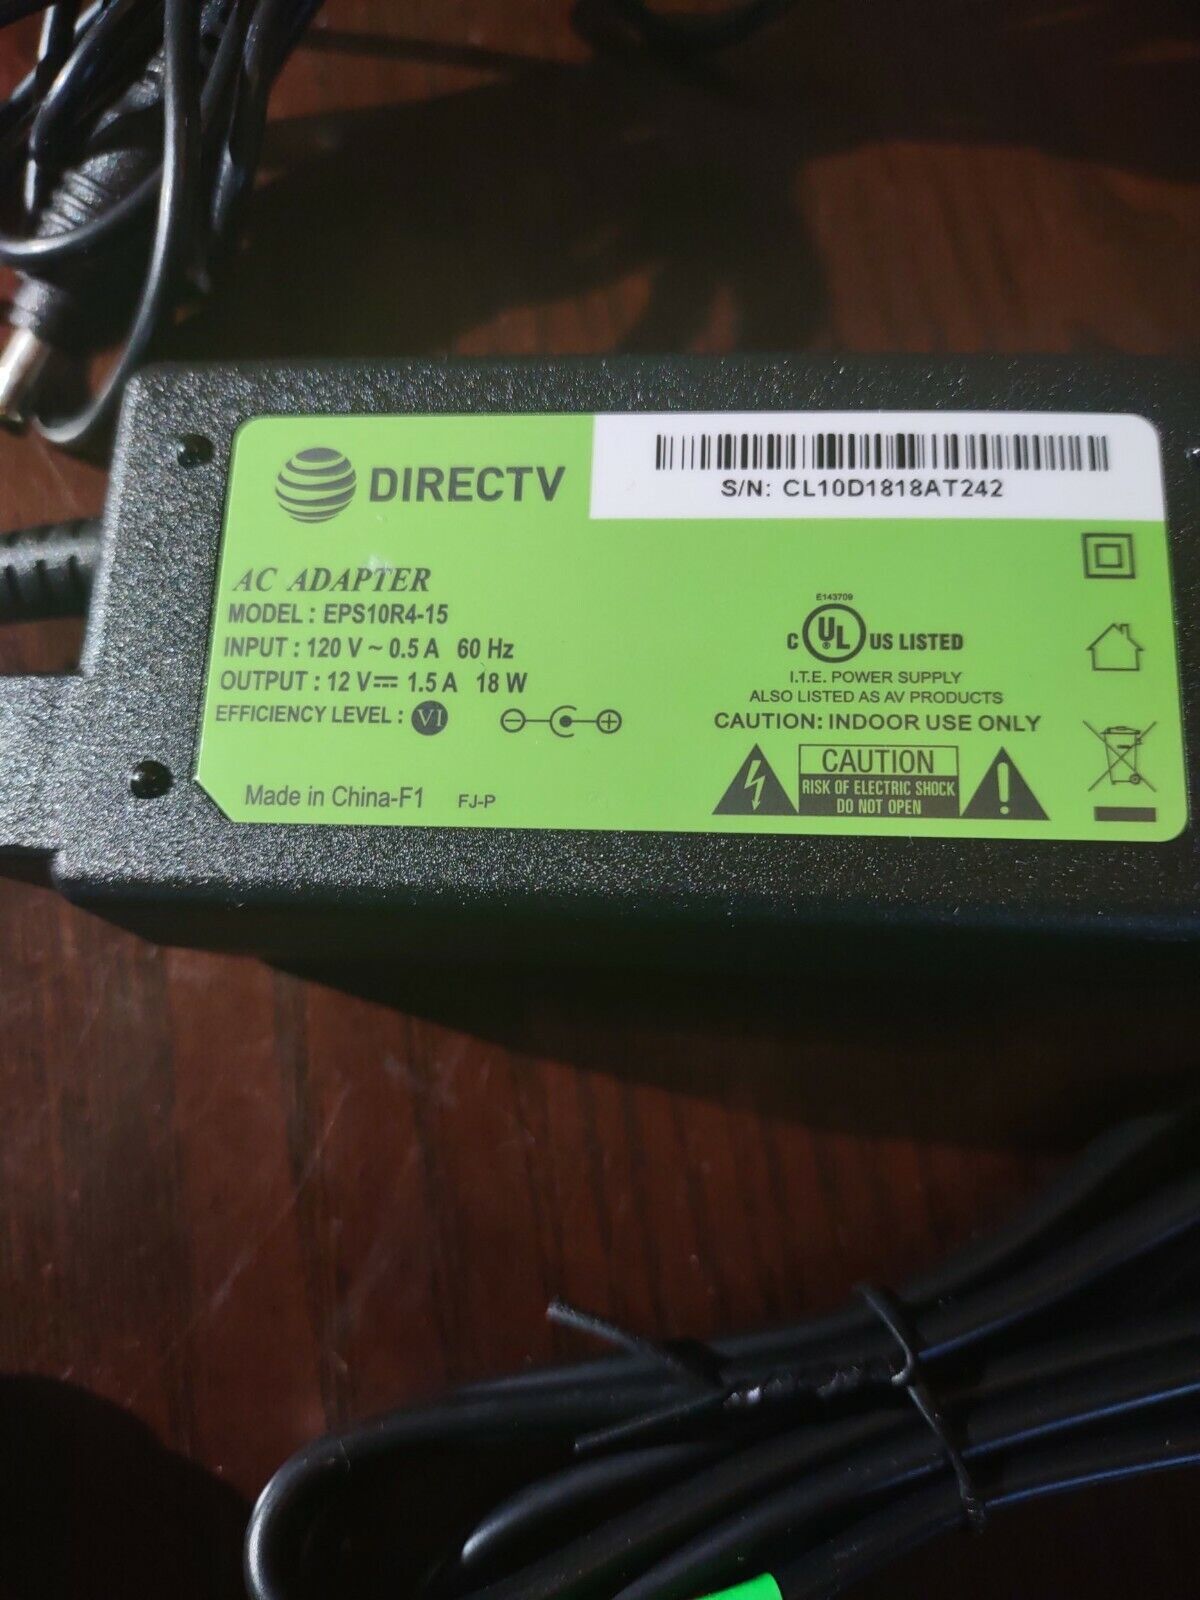 DIRECTV
S/N: CL10D1818AT242
AC ADAPTER
MODEL : EPS10R4-15
INPUT : 120 V ~ 0.5 A 60 Hz
OUTPUT : 12 V⎓ 1.5 A 18 W
EFFICIENCY LEVEL : VI
Made in China-F1 FJ-P
E143709
C UL US LISTED
I.T.E. POWER SUPPLY
ALSO LISTED AS AV PRODUCTS
CAUTION: INDOOR USE ONLY
CAUTION
RISK OF ELECTRIC SHOCK
DO NOT OPEN